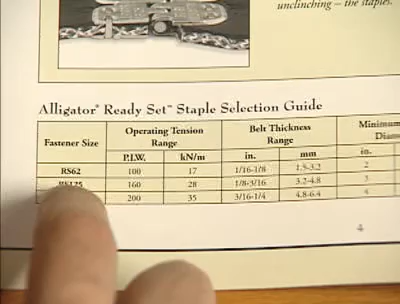 unclinching – the staples.
Alligator® Ready Set™ Staple Selection Guide
Fastener Size Operating Tension Range Belt Thickness Range Minimum
P.I.W. kN/m in. mm in.
RS62 100 17 1/16-1/8 1.5-3.2 2
RS125 160 28 1/8-3/16 3.2-4.8 3
200 35 3/16-1/4 4.8-6.4 4
4